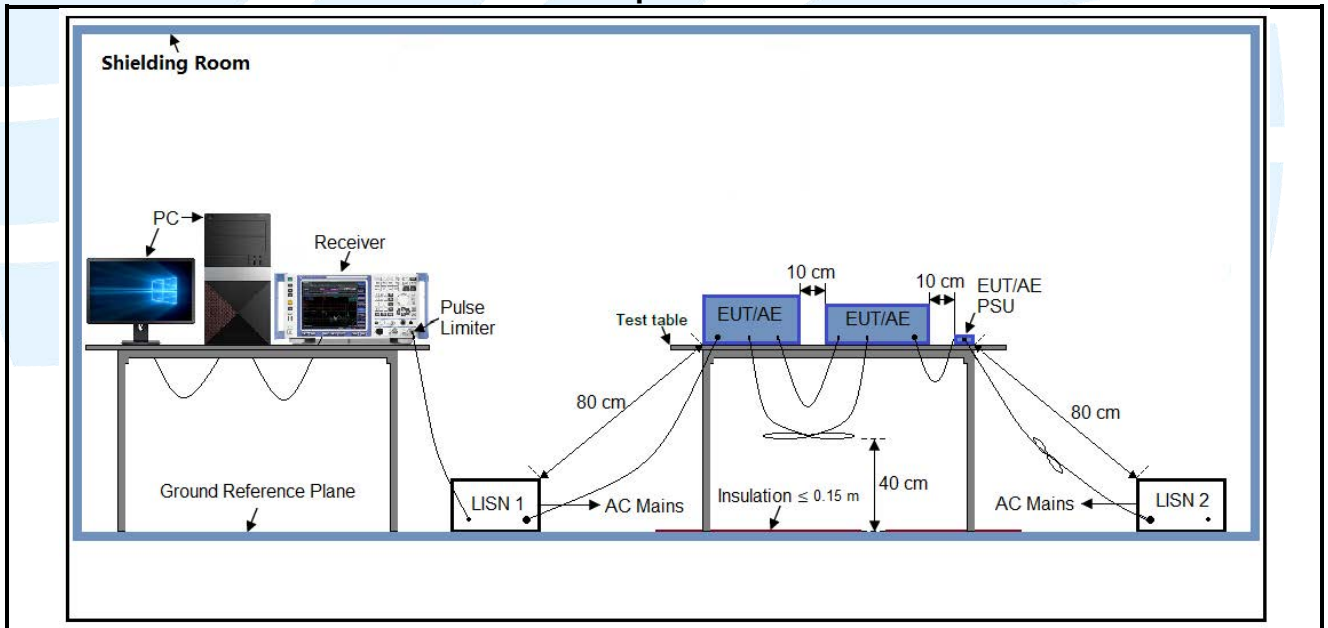 Shielding Room
PC
Receiver
Pulse
Limiter
10 cm
10 cm
EUT/AE
PSU
EUT/AE
EUT/AE
Test table
80 cm
80 cm
40 cm
Ground Reference Plane
LISN 1
AC Mains
Insulation ≤ 0.15 m
AC Mains
LISN 2